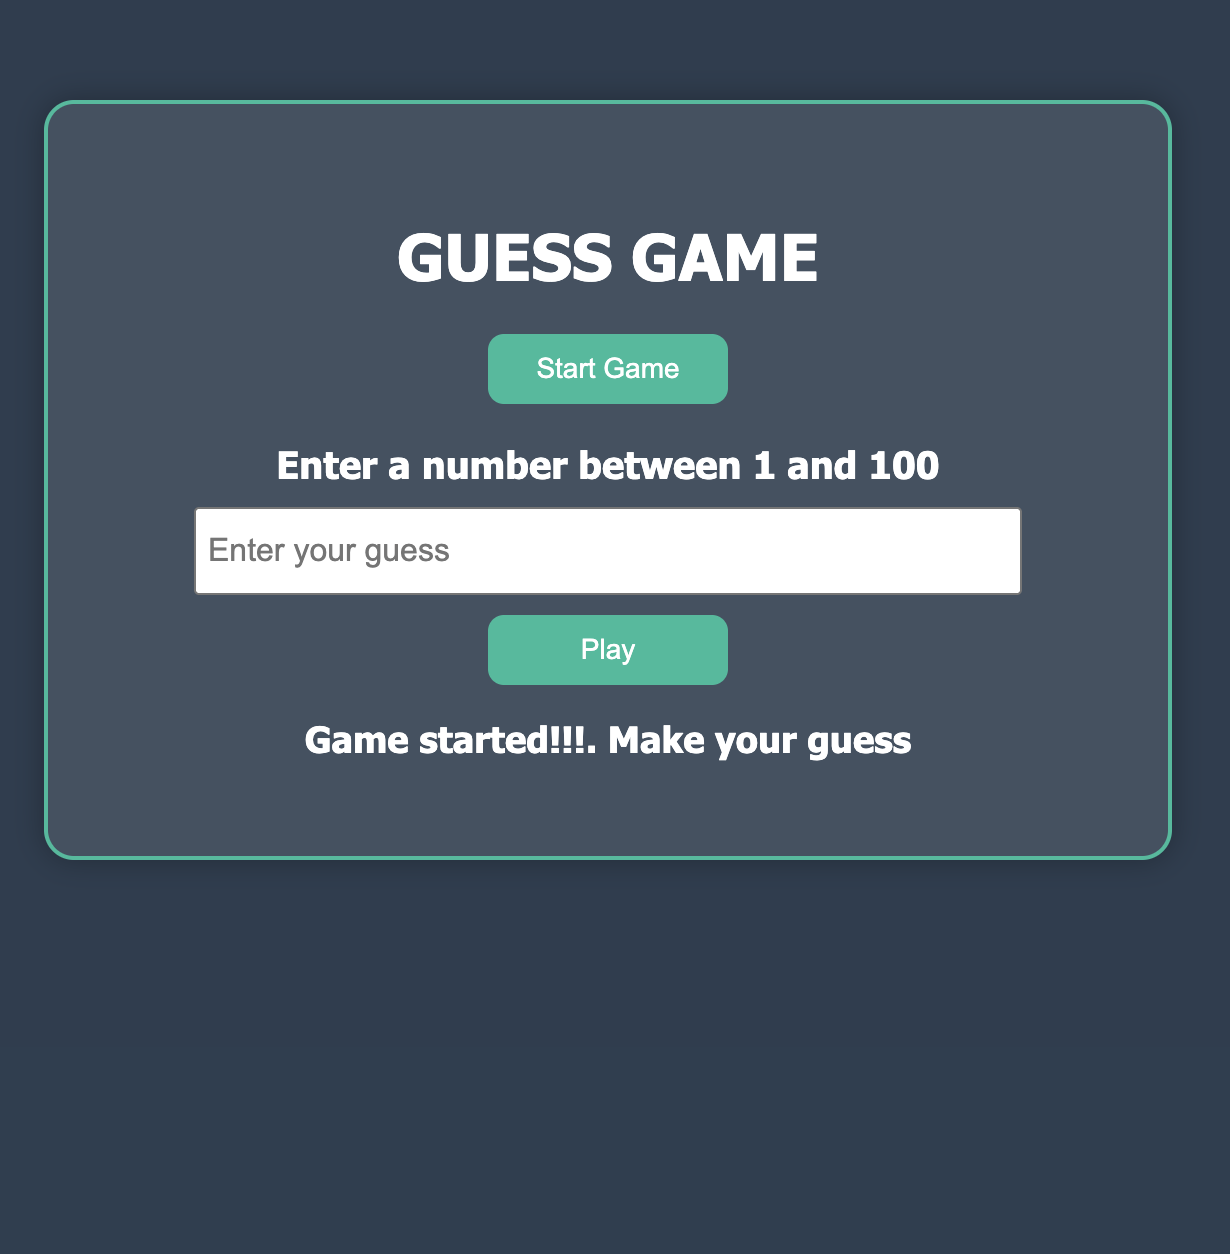 GUESS GAME
Start Game
Enter a number between 1 and 100
Enter your guess
Play
Game started!!!. Make your guess